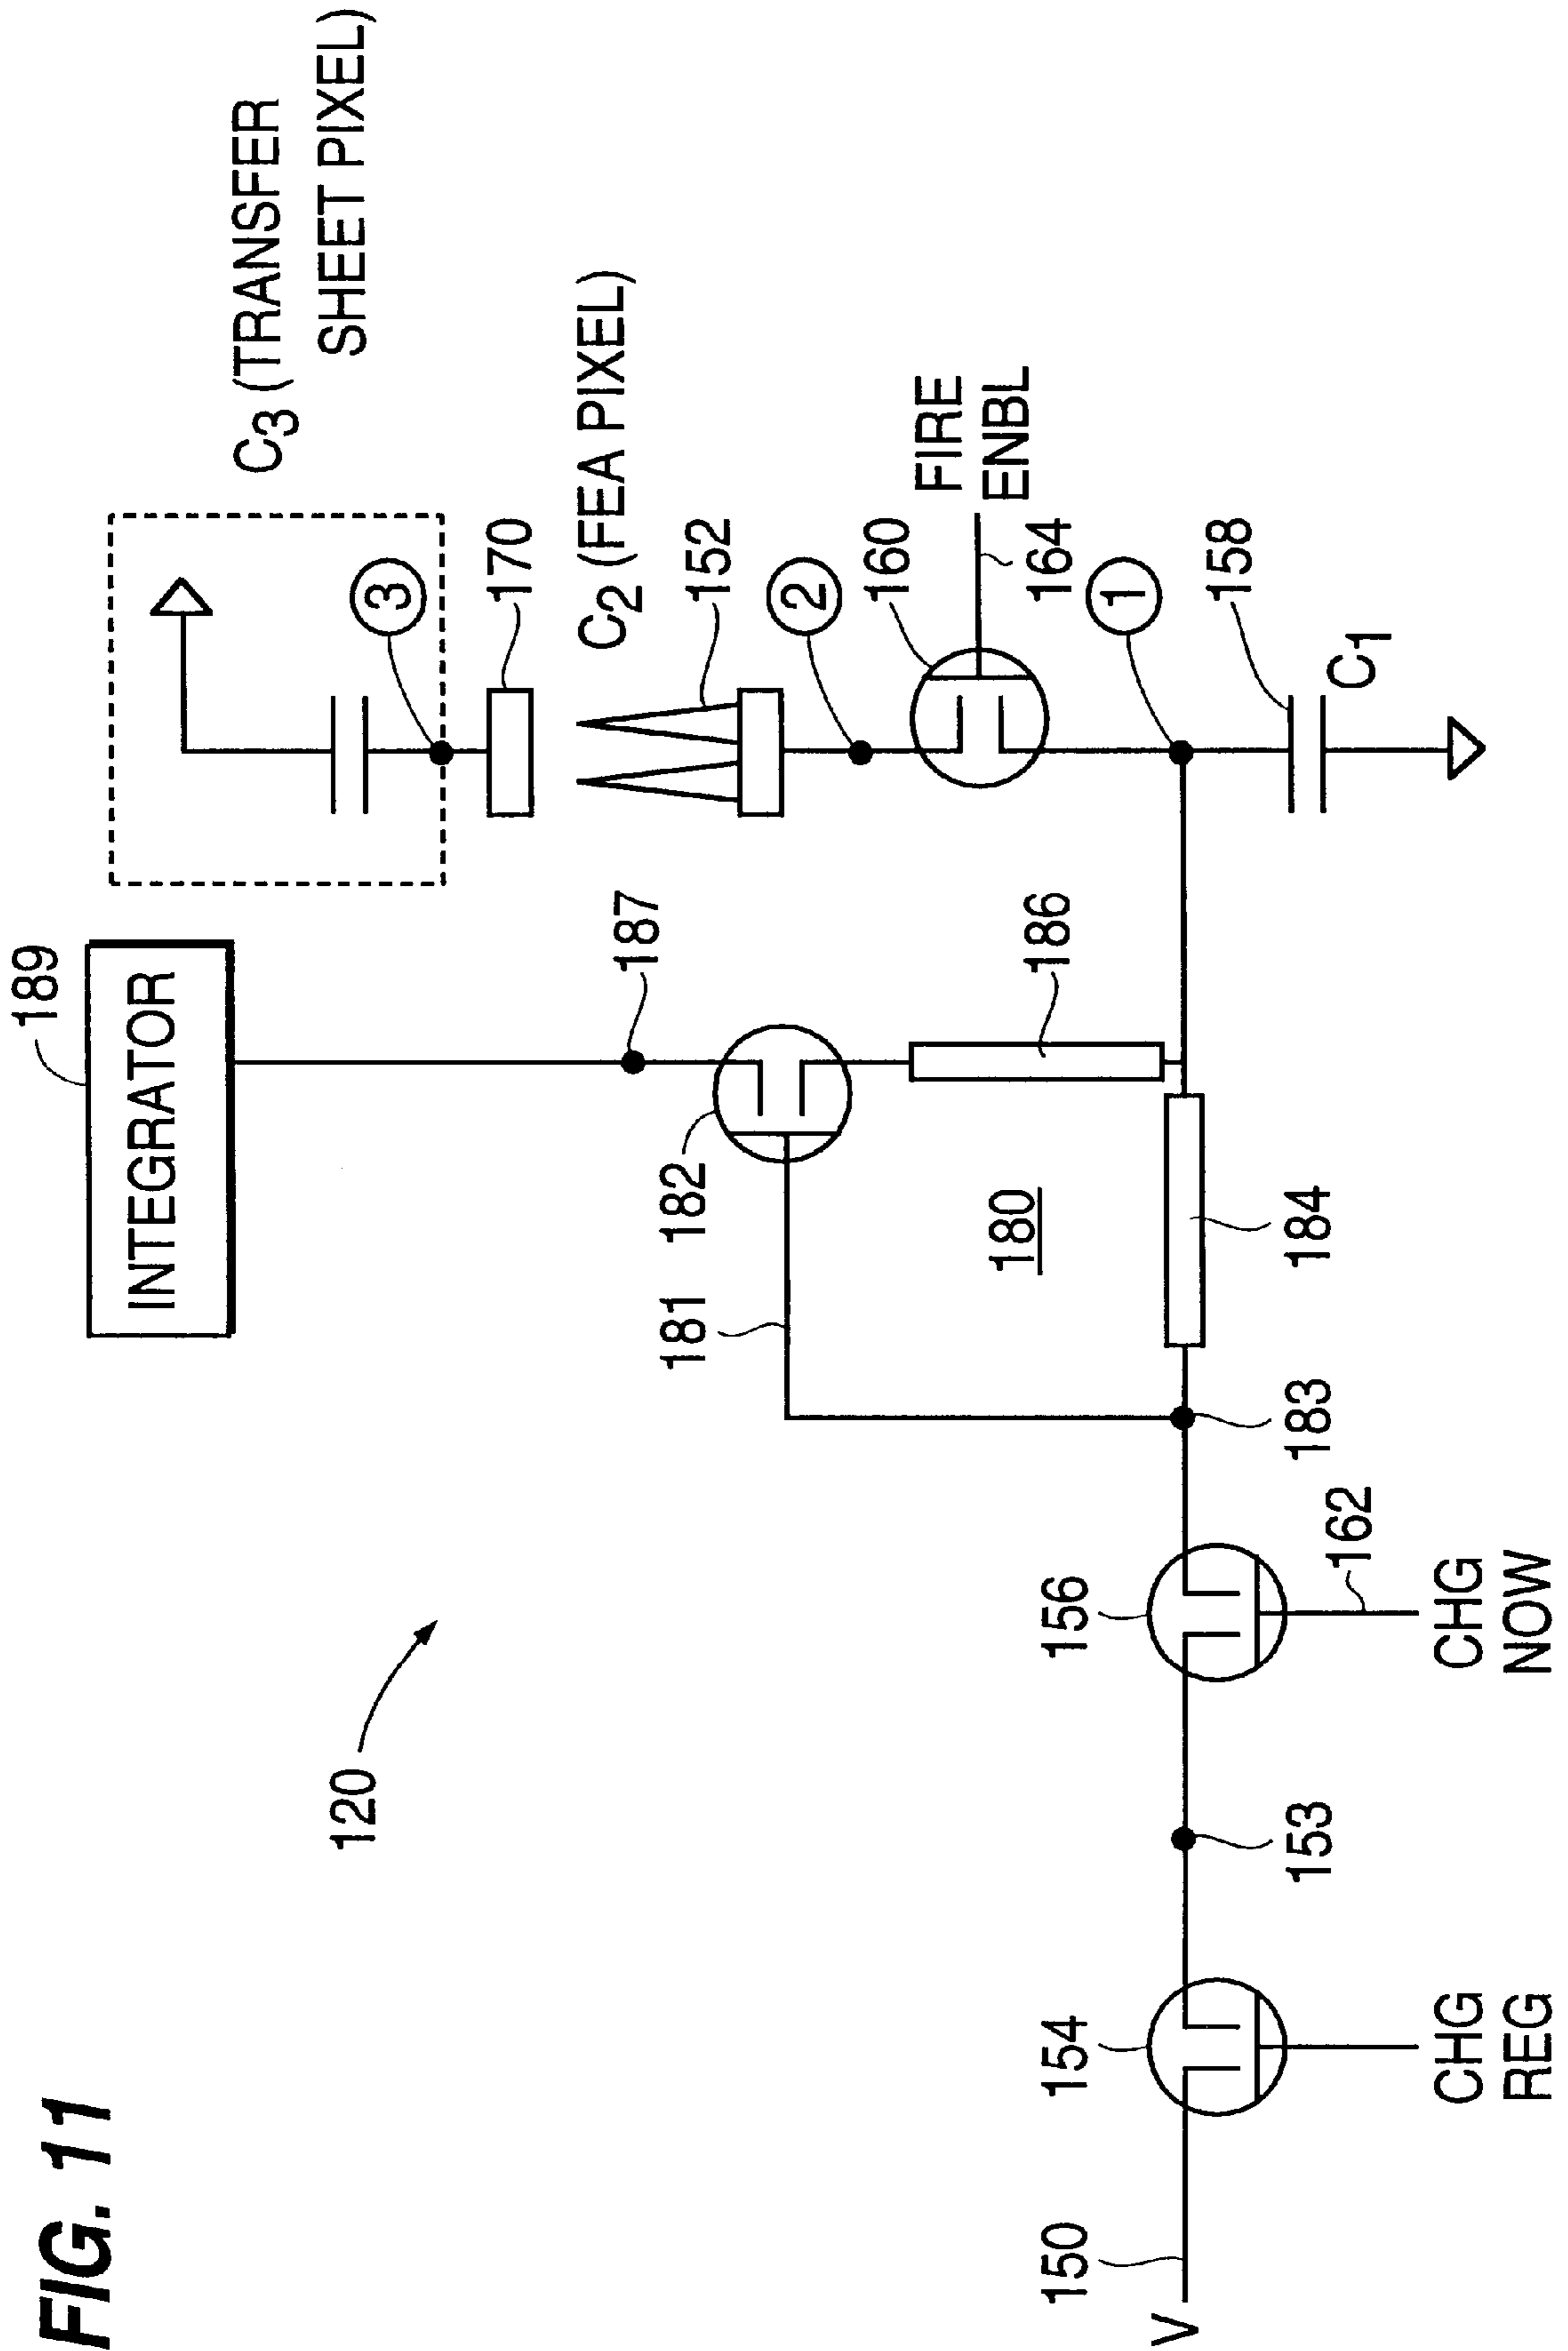 FIG. 11
120
189
INTEGRATOR
C3 (TRANSFER
SHEET PIXEL)
3
170
C2 (FEA PIXEL)
187
152
181
182
2
160
FIRE
ENBL
164
180
186
1
150
154
153
156
183
184
158
162
C1
V
CHG
REG
CHG
NOW